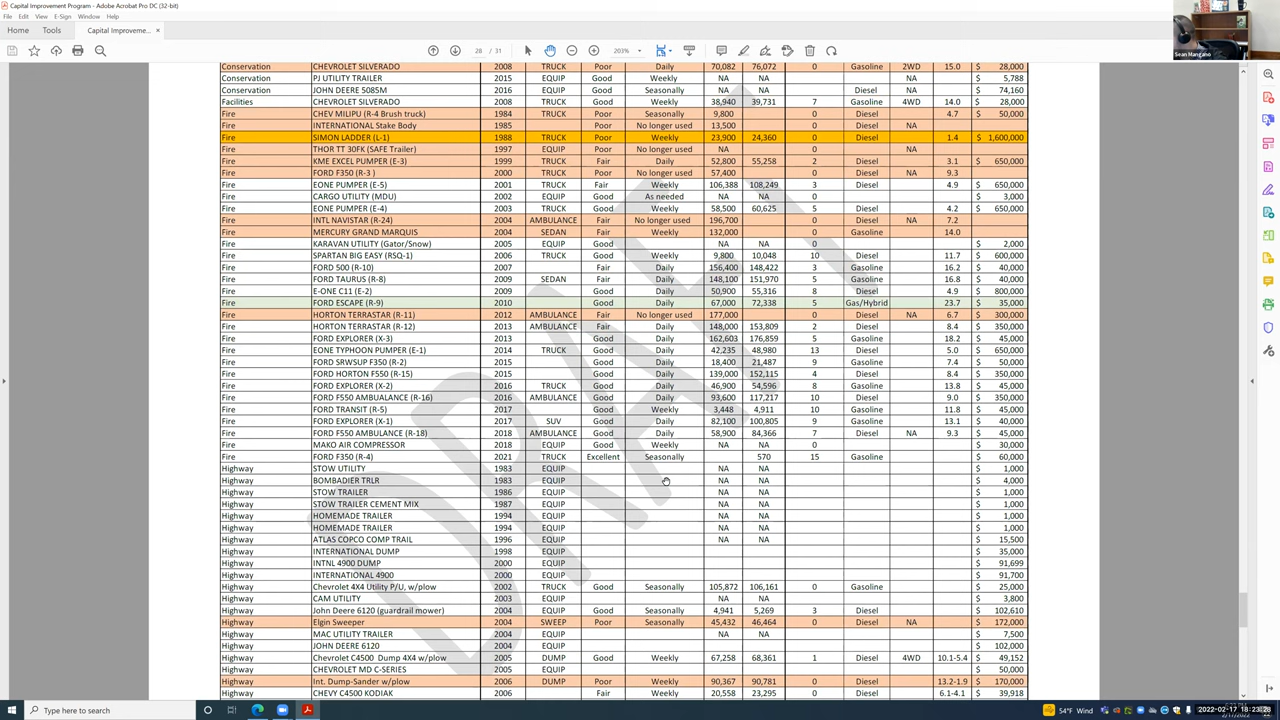 Capital Improvement Program - Adobe Acrobat Pro DC (32-bit)
File Edit View E-Sign Window Help
Home Tools Capital Improveme... ×
28 / 31 203%
Sean Mangano
Conservation CHEVROLET SILVERADO TRUCK Poor Daily 70,082 76,072 0 Gasoline 2WD 15.0 $ 28,000
Conservation PJ UTILITY TRAILER 2015 EQUIP Good Weekly NA NA $ 5,788
Conservation JOHN DEERE 5085M 2016 EQUIP Good Seasonally Diesel NA $ 74,160
Facilities CHEVROLET SILVERADO 2008 TRUCK Good Weekly 38,940 39,731 7 Gasoline 4WD 14.0 $ 28,000
Fire CHEV MILIPU (R-4 Brush truck) 1984 TRUCK Poor Seasonally 9,800 0 Diesel 4.7 $ 50,000
Fire INTERNATIONAL Stake Body 1985 Poor No longer used 13,500 0 Diesel NA
Fire SIMON LADDER (L-1) 1988 TRUCK Poor Weekly 23,900 24,360 0 Diesel 1.4 $ 1,600,000
Fire THOR TT 30FK (SAFE Trailer) 1997 EQUIP Poor No longer used NA 0 NA
Fire KME EXCEL PUMPER (E-3) 1999 TRUCK Fair Daily 52,800 55,258 2 Diesel 3.1 $ 650,000
Fire FORD F350 (R-3 ) 2000 TRUCK Poor No longer used 57,400 0 Diesel NA 9.3
Fire EONE PUMPER (E-5) 2001 TRUCK Fair Weekly 106,388 108,249 3 Diesel 4.9 $ 650,000
Fire CARGO UTILITY (MDU) 2002 EQUIP Good As needed NA NA 0 $ 3,000
Fire EONE PUMPER (E-4) 2003 TRUCK Good Weekly 58,500 60,625 5 Diesel 4.2 $ 650,000
Fire INTL NAVISTAR (R-24) 2004 AMBULANCE Fair No longer used 196,700 0 Diesel NA 7.2
Fire MERCURY GRAND MARQUIS 2004 SEDAN Fair Weekly 132,000 0 Gasoline 14.0
Fire KARAVAN UTILITY (Gator/Snow) 2005 EQUIP Good NA NA 0 $ 2,000
Fire SPARTAN BIG EASY (RSQ-1) 2006 TRUCK Good Weekly 9,800 10,048 10 Diesel 11.7 $ 600,000
Fire FORD 500 (R-10) 2007 Fair Daily 156,400 148,422 3 Gasoline 16.2 $ 40,000
Fire FORD TAURUS (R-8) 2009 SEDAN Fair Daily 148,100 151,970 5 Gasoline 16.8 $ 40,000
Fire E-ONE C11 (E-2) 2009 Good Daily 50,900 55,316 8 Diesel 4.9 $ 800,000
Fire FORD ESCAPE (R-9) 2010 Good Daily 67,000 72,338 5 Gas/Hybrid 23.7 $ 35,000
Fire HORTON TERRASTAR (R-11) 2012 AMBULANCE Fair No longer used 177,000 0 Diesel NA 6.7 $ 300,000
Fire HORTON TERRASTAR (R-12) 2013 AMBULANCE Fair Daily 148,000 153,809 2 Diesel 8.4 $ 350,000
Fire FORD EXPLORER (X-3) 2013 Good Daily 162,603 176,859 5 Gasoline 18.2 $ 45,000
Fire EONE TYPHOON PUMPER (E-1) 2014 TRUCK Good Daily 42,235 48,980 13 Diesel 5.0 $ 650,000
Fire FORD SRWSUP F350 (R-2) 2015 Good Daily 18,400 21,487 9 Gasoline 7.4 $ 50,000
Fire FORD HORTON F550 (R-15) 2015 Good Daily 139,000 152,115 4 Diesel 8.4 $ 350,000
Fire FORD EXPLORER (X-2) 2016 TRUCK Good Daily 46,900 54,596 8 Gasoline 13.8 $ 45,000
Fire FORD F550 AMBUALANCE (R-16) 2016 AMBULANCE Good Daily 93,600 117,217 10 Diesel 9.0 $ 350,000
Fire FORD TRANSIT (R-5) 2017 Good Weekly 3,448 4,911 10 Gasoline 11.8 $ 45,000
Fire FORD EXPLORER (X-1) 2017 SUV Good Daily 82,100 100,805 9 Gasoline 13.1 $ 40,000
Fire FORD F550 AMBULANCE (R-18) 2018 AMBULANCE Good Daily 58,900 84,366 7 Diesel NA 9.3 $ 45,000
Fire MAKO AIR COMPRESSOR 2018 EQUIP Good Weekly NA NA 0 $ 30,000
Fire FORD F350 (R-4) 2021 TRUCK Excellent Seasonally 570 15 Gasoline $ 60,000
Highway STOW UTILITY 1983 EQUIP NA NA $ 1,000
Highway BOMBADIER TRLR 1983 EQUIP NA NA $ 4,000
Highway STOW TRAILER 1986 EQUIP NA NA $ 1,000
Highway STOW TRAILER CEMENT MIX 1987 EQUIP NA NA $ 1,000
Highway HOMEMADE TRAILER 1994 EQUIP NA NA $ 1,000
Highway HOMEMADE TRAILER 1994 EQUIP NA NA $ 1,000
Highway ATLAS COPCO COMP TRAIL 1996 EQUIP NA NA $ 15,500
Highway INTERNATIONAL DUMP 1998 EQUIP $ 35,000
Highway INTNL 4900 DUMP 2000 EQUIP $ 91,699
Highway INTERNATIONAL 4900 2000 EQUIP $ 91,700
Highway Chevrolet 4X4 Utility P/U, w/plow 2002 TRUCK Good Seasonally 105,872 106,161 0 Gasoline $ 25,000
Highway CAM UTILITY 2003 EQUIP NA NA $ 3,800
Highway John Deere 6120 (guardrail mower) 2004 EQUIP Good Seasonally 4,941 5,269 3 Diesel $ 102,610
Highway Elgin Sweeper 2004 SWEEP Poor Seasonally 45,432 46,464 0 Diesel NA $ 172,000
Highway MAC UTILITY TRAILER 2004 EQUIP NA NA $ 7,500
Highway JOHN DEERE 6120 2004 EQUIP $ 102,000
Highway Chevrolet C4500 Dump 4X4 w/plow 2005 DUMP Good Weekly 67,258 68,361 1 Diesel 4WD 10.1-5.4 $ 49,152
Highway CHEVROLET MD C-SERIES 2005 EQUIP $ 50,000
Highway Int. Dump-Sander w/plow 2006 DUMP Poor Weekly 90,367 90,781 0 Diesel 13.2-1.9 $ 170,000
Highway CHEVY C4500 KODIAK 2006 Fair Weekly 20,558 23,295 0 Diesel 6.1-4.1 $ 39,918
DRAFT
Type here to search
54°F Wind
2022-02-17 18:23:28